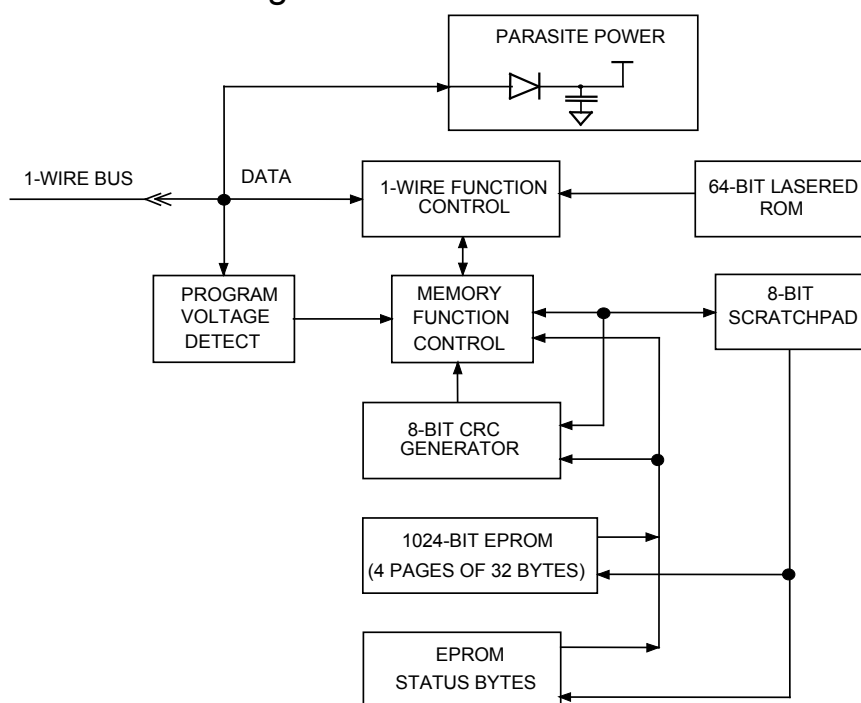 PARASITE POWER
1-WIRE BUS
DATA
1-WIRE FUNCTION
CONTROL
64-BIT LASERED
ROM
PROGRAM
VOLTAGE
DETECT
MEMORY
FUNCTION
CONTROL
8-BIT
SCRATCHPAD
8-BIT CRC
GENERATOR
1024-BIT EPROM
(4 PAGES OF 32 BYTES)
EPROM
STATUS BYTES